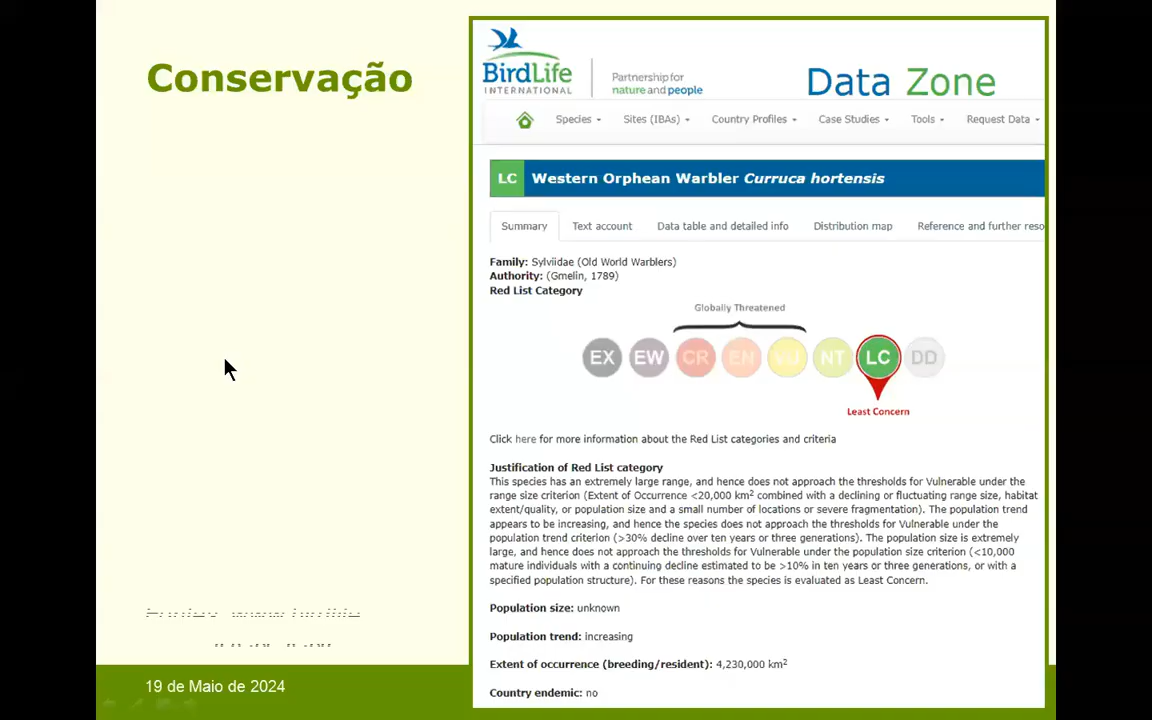 Conservação
BirdLife
INTERNATIONAL
Partnership for
nature and people
Data Zone
Species
Sites (IBAs)
Country Profiles
Case Studies
Tools
Request Data
LC Western Orphean Warbler Curruca hortensis
Summary
Text account
Data table and detailed info
Distribution map
Reference and further reso
Family: Sylviidae (Old World Warblers)
Authority: (Gmelin, 1789)
Red List Category
Globally Threatened
EX EW CR EN VU NT LC DD
Least Concern
Click here for more information about the Red List categories and criteria
Justification of Red List category
This species has an extremely large range, and hence does not approach the thresholds for Vulnerable under the
range size criterion (Extent of Occurrence <20,000 km² combined with a declining or fluctuating range size, habitat
extent/quality, or population size and a small number of locations or severe fragmentation). The population trend
appears to be increasing, and hence the species does not approach the thresholds for Vulnerable under the
population trend criterion (>30% decline over ten years or three generations). The population size is extremely
large, and hence does not approach the thresholds for Vulnerable under the population size criterion (<10,000
mature individuals with a continuing decline estimated to be >10% in ten years or three generations, or with a
specified population structure). For these reasons the species is evaluated as Least Concern.
Population size: unknown
Population trend: increasing
Extent of occurrence (breeding/resident): 4,230,000 km²
Country endemic: no
19 de Maio de 2024